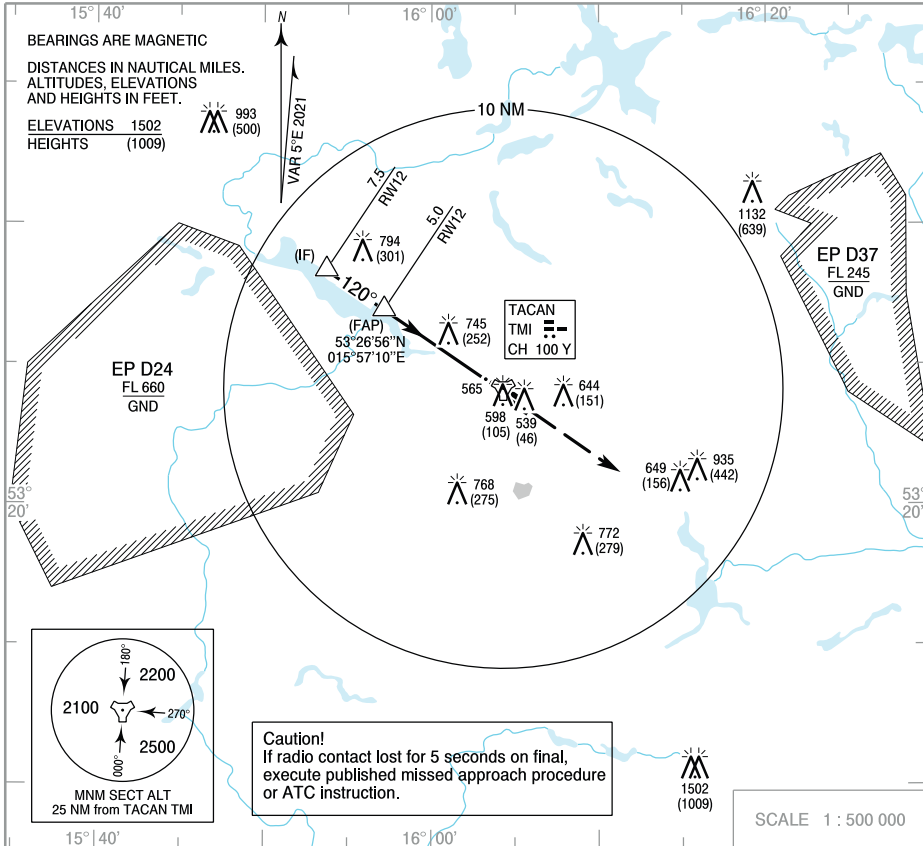 15° 40'
16° 00'
16° 20'
BEARINGS ARE MAGNETIC
DISTANCES IN NAUTICAL MILES.
ALTITUDES, ELEVATIONS
AND HEIGHTS IN FEET.
ELEVATIONS 1502
HEIGHTS (1009)
993
(500)
N
VAR 5°E 2021
10 NM
7.5
RW12
5.0
RW12
794
(301)
(IF)
120°
(FAP)
53°26'56"N
015°57'10"E
745
(252)
TACAN
TMI
CH 100 Y
1132
(639)
EP D37
FL 245
GND
EP D24
FL 660
GND
565
598
(105)
539
(46)
644
(151)
649
(156)
935
(442)
768
(275)
772
(279)
53°
20'
53°
20'
180°
2200
2100
270°
2500
000°
MNM SECT ALT
25 NM from TACAN TMI
Caution!
If radio contact lost for 5 seconds on final,
execute published missed approach procedure
or ATC instruction.
1502
(1009)
SCALE 1 : 500 000
15° 40'
16° 00'